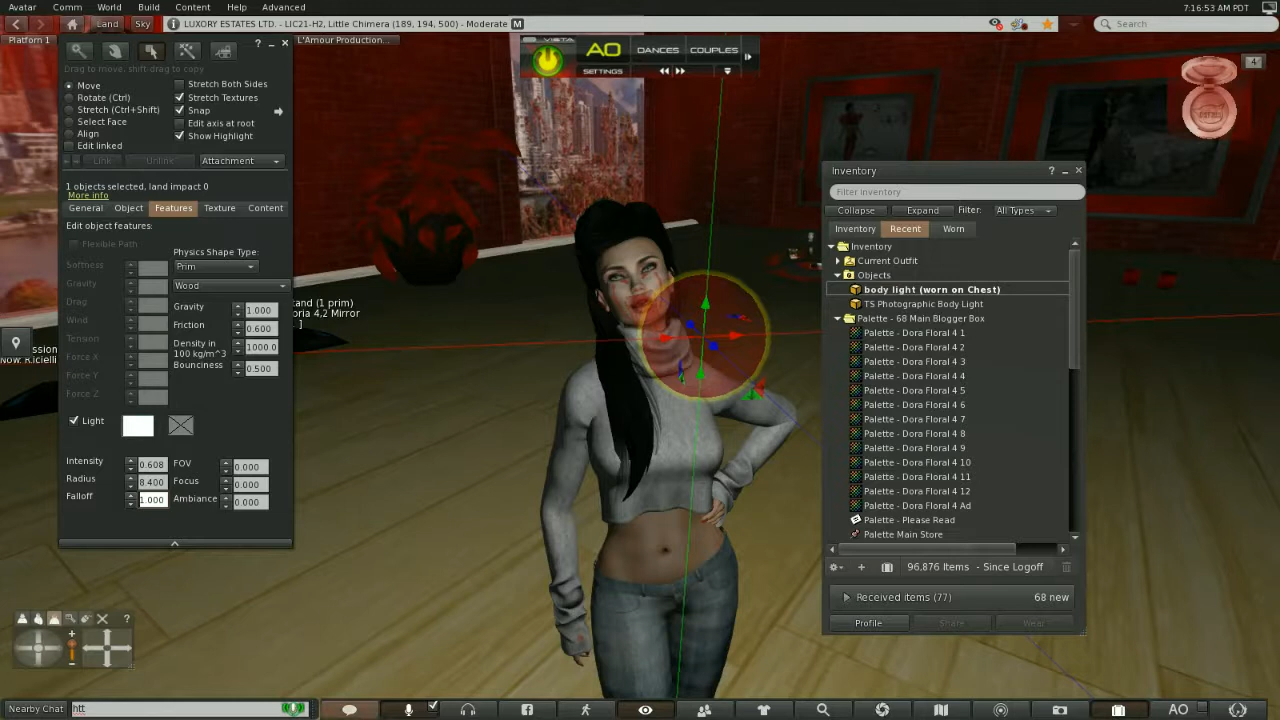 Avatar Comm World Build Content Help Advanced 7:16:53 AM PDT
Land Sky LUXORY ESTATES LTD. - LIC21-H2, Little Chimera (189, 194, 500) - Moderate M Search
Platforn 1
L'Amour Production...
VISTA
AO DANCES COUPLES
SETTINGS
4
Drag to move, shift-drag to copy
Move
Rotate (Ctrl)
Stretch (Ctrl+Shift)
Select Face
Align
Edit linked
Stretch Both Sides
Stretch Textures
Snap
Edit axis at root
Show Highlight
Link Unlink Attachment
1 objects selected, land impact 0
More info
General Object Features Texture Content
Edit object features:
Flexible Path
Softness
Gravity
Drag
Wind
Tension
Force X
Force Y
Force Z
Physics Shape Type:
Prim
Wood
Gravity 1.000
Friction 0.600
Density in
100 kg/m^3 1000 0
Bounciness 0.500
Light
Intensity 0.608 FOV 0.000
Radius 8.400 Focus 0.000
Falloff 1.000 Ambiance 0.000
(1 prim)
4,2 Mirror
]
Inventory
Filter inventory
Collapse Expand Filter: All Types
Inventory Recent Worn
Inventory
Current Outfit
Objects
body light (worn on Chest)
TS Photographic Body Light
Palette - 68 Main Blogger Box
Palette - Dora Floral 4 1
Palette - Dora Floral 4 2
Palette - Dora Floral 4 3
Palette - Dora Floral 4 4
Palette - Dora Floral 4 5
Palette - Dora Floral 4 6
Palette - Dora Floral 4 7
Palette - Dora Floral 4 8
Palette - Dora Floral 4 9
Palette - Dora Floral 4 10
Palette - Dora Floral 4 11
Palette - Dora Floral 4 12
Palette - Dora Floral 4 Ad
Palette - Please Read
Palette Main Store
96,876 Items - Since Logoff
Received items (77) 68 new
Profile Share Wear
Nearby Chat htt AO